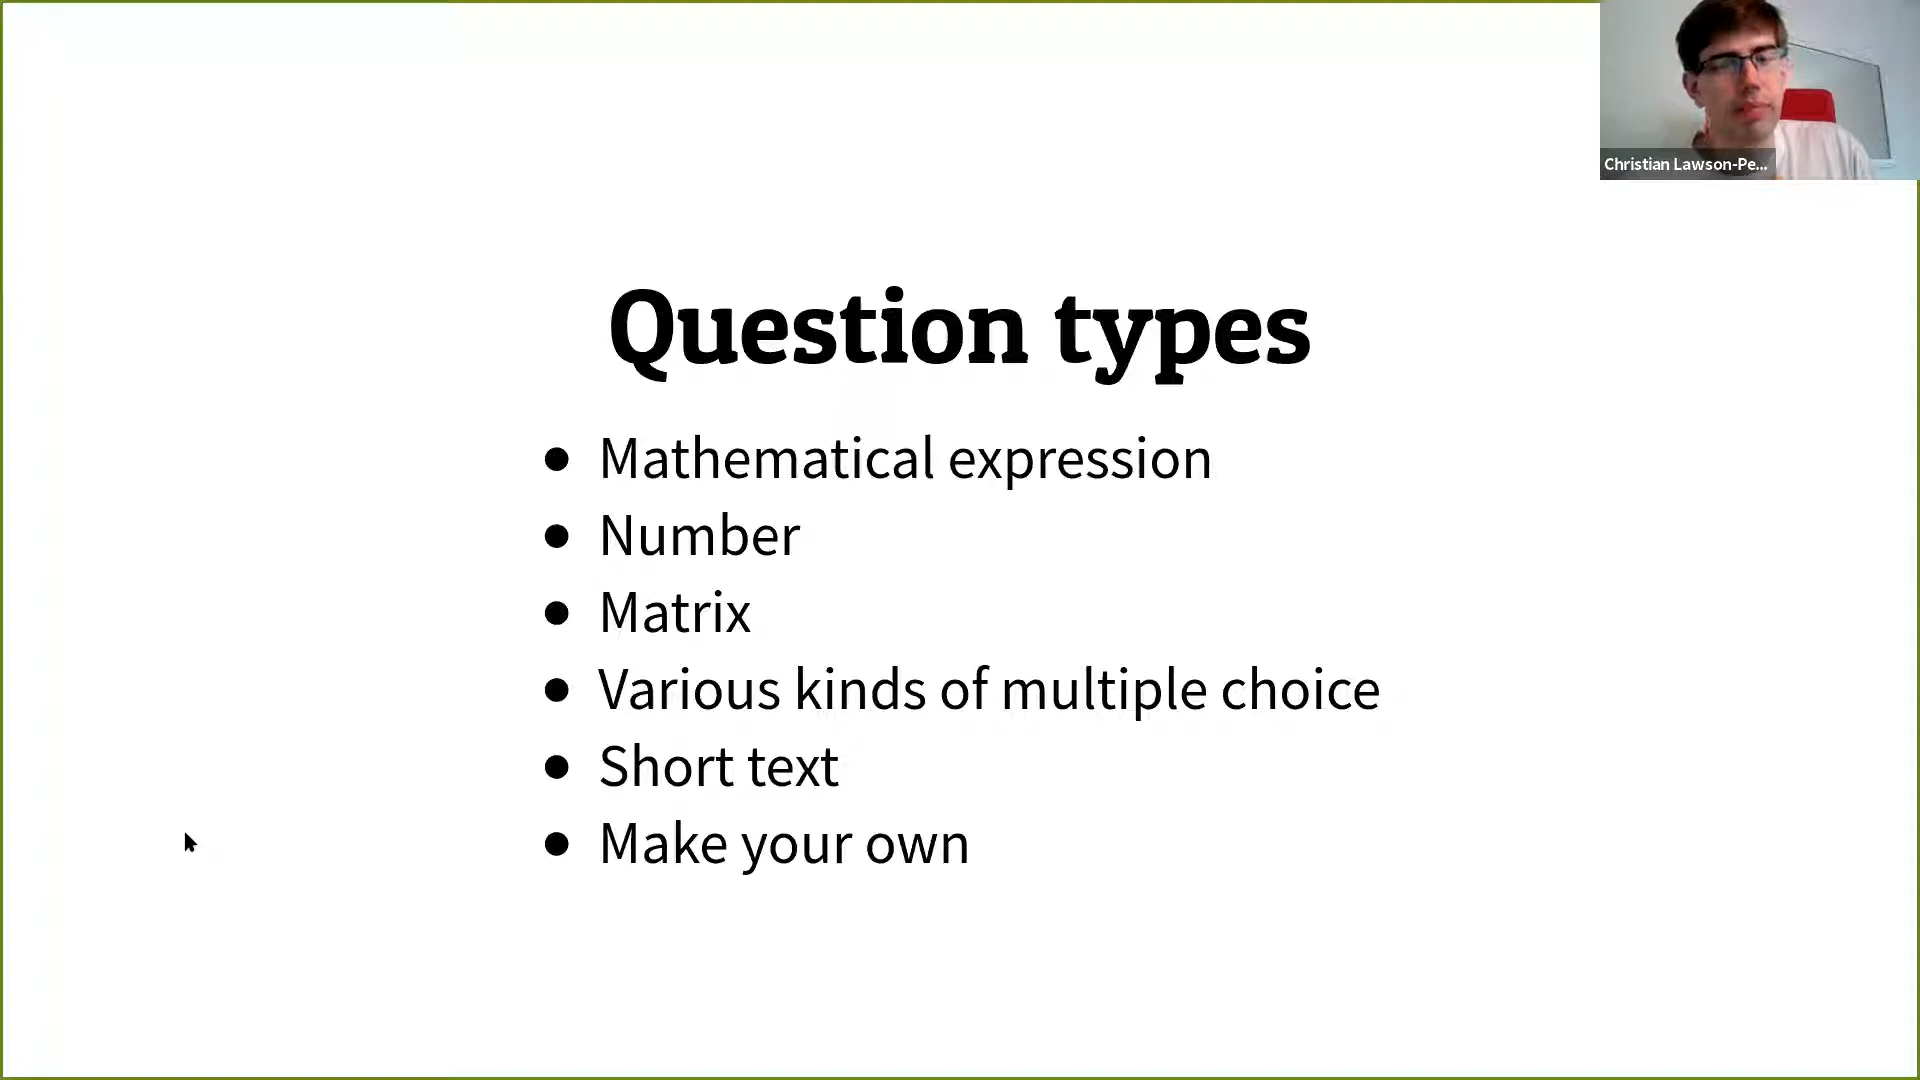 Christian Lawson-Pe...
Question types
Mathematical expression
Number
Matrix
Various kinds of multiple choice
Short text
Make your own